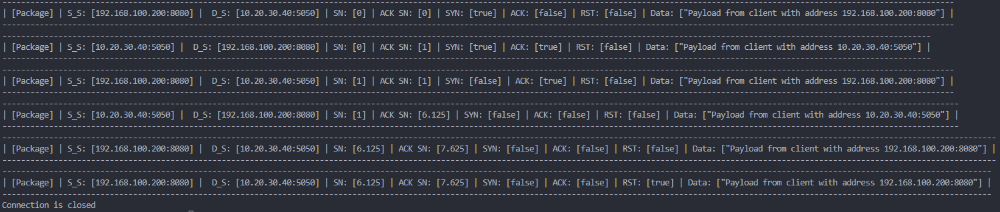 | [Package] | S_S: [192.168.100.200:8080] |  D_S: [10.20.30.40:5050] | SN: [0] | ACK SN: [0] | SYN: [true] | ACK: [false] | RST: [false] | Data: ["Payload from client with address 192.168.100.200:8080"] |
| [Package] | S_S: [10.20.30.40:5050] |  D_S: [192.168.100.200:8080] | SN: [0] | ACK SN: [1] | SYN: [true] | ACK: [true] | RST: [false] | Data: ["Payload from client with address 10.20.30.40:5050"] |
| [Package] | S_S: [192.168.100.200:8080] |  D_S: [10.20.30.40:5050] | SN: [1] | ACK SN: [1] | SYN: [false] | ACK: [true] | RST: [false] | Data: ["Payload from client with address 192.168.100.200:8080"] |
| [Package] | S_S: [10.20.30.40:5050] |  D_S: [192.168.100.200:8080] | SN: [1] | ACK SN: [6.125] | SYN: [false] | ACK: [false] | RST: [false] | Data: ["Payload from client with address 10.20.30.40:5050"] |
| [Package] | S_S: [192.168.100.200:8080] |  D_S: [10.20.30.40:5050] | SN: [6.125] | ACK SN: [7.625] | SYN: [false] | ACK: [false] | RST: [false] | Data: ["Payload from client with address 192.168.100.200:8080"] |
| [Package] | S_S: [192.168.100.200:8080] |  D_S: [10.20.30.40:5050] | SN: [6.125] | ACK SN: [7.625] | SYN: [false] | ACK: [false] | RST: [true] | Data: ["Payload from client with address 192.168.100.200:8080"] |
Connection is closed